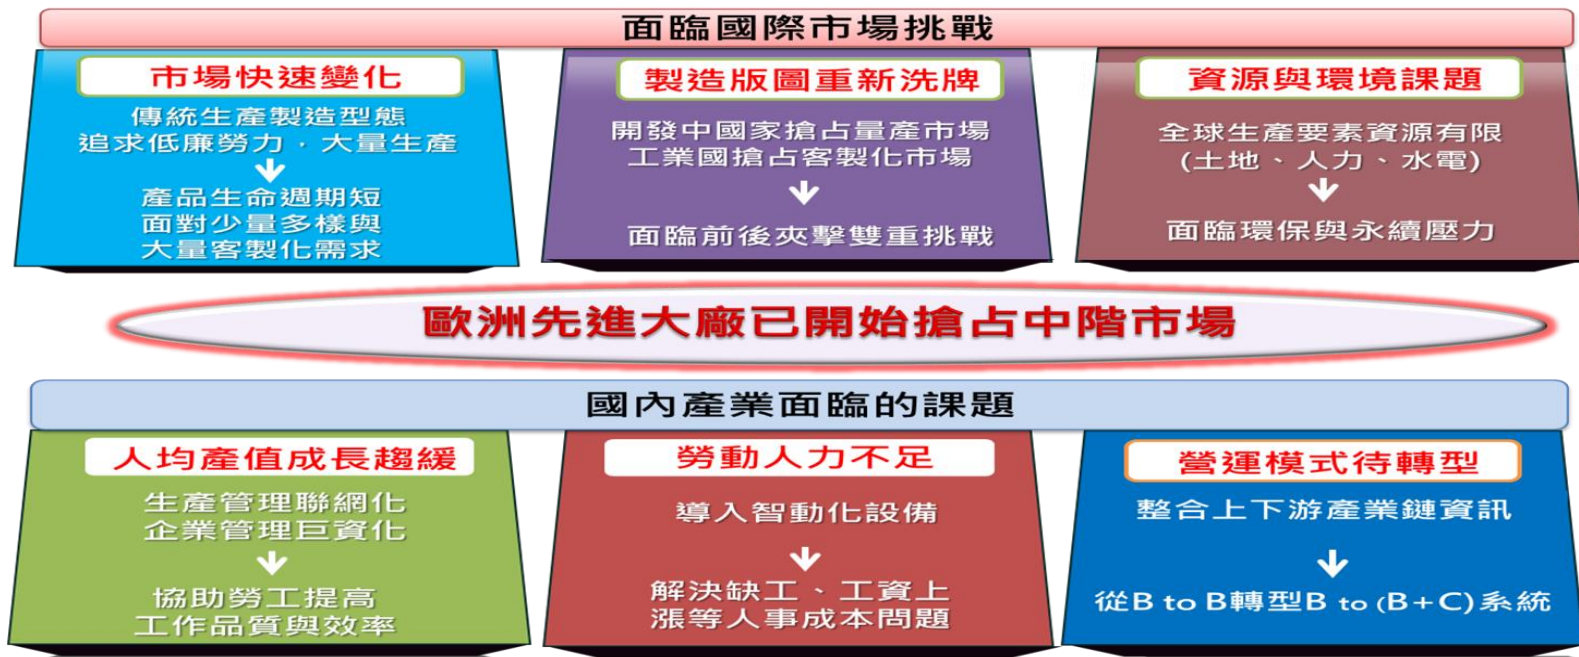 面臨國際市場挑戰
市場快速變化
傳統生產製造型態
追求低廉勞力，大量生產
產品生命週期短
面對少量多樣與
大量客製化需求
製造版圖重新洗牌
開發中國家搶占量產市場
工業國搶占客製化市場
面臨前後夾擊雙重挑戰
資源與環境課題
全球生產要素資源有限
(土地、人力、水電)
面臨環保與永續壓力
歐洲先進大廠已開始搶占中階市場
國內產業面臨的課題
人均產值成長趨緩
生產管理聯網化
企業管理巨資化
協助勞工提高
工作品質與效率
勞動人力不足
導入智動化設備
解決缺工、工資上
漲等人事成本問題
營運模式待轉型
整合上下游產業鏈資訊
從B to B轉型B to (B+C)系統